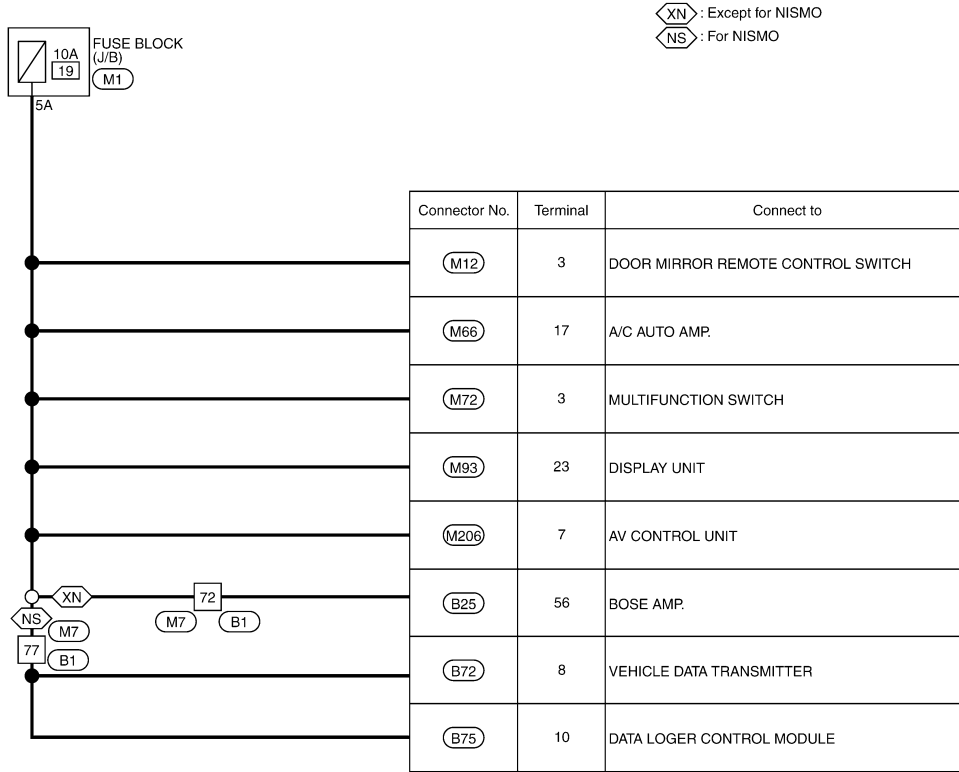 XN : Except for NISMO
NS : For NISMO
10A
19
FUSE BLOCK
(J/B)
M1
5A
Connector No. Terminal Connect to
M12 3 DOOR MIRROR REMOTE CONTROL SWITCH
M66 17 A/C AUTO AMP.
M72 3 MULTIFUNCTION SWITCH
M93 23 DISPLAY UNIT
M206 7 AV CONTROL UNIT
XN 72 B25 56 BOSE AMP.
M7 B1
NS
M7
77
B1
B72 8 VEHICLE DATA TRANSMITTER
B75 10 DATA LOGER CONTROL MODULE